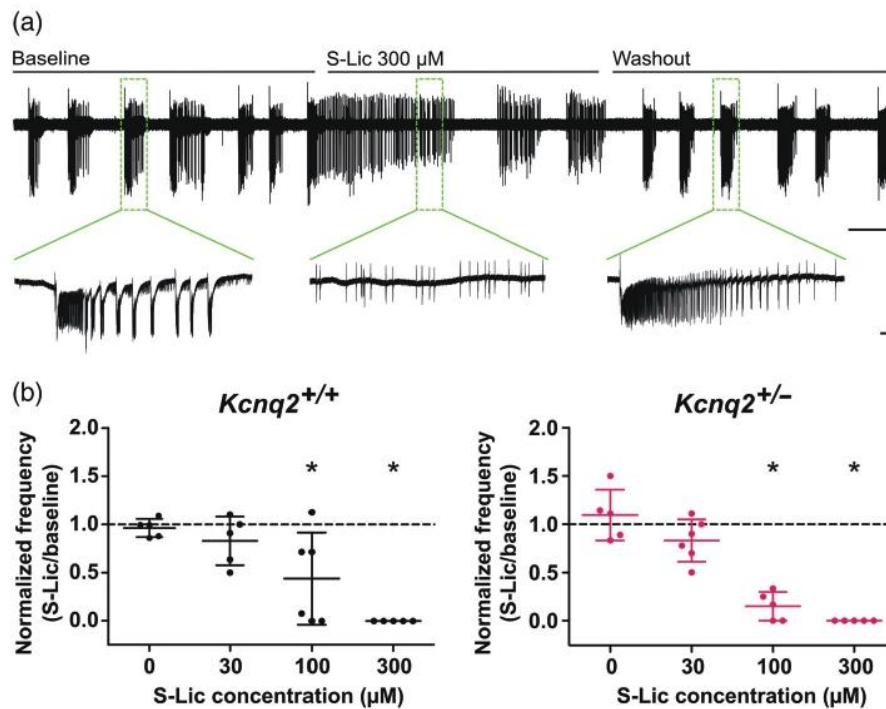 (a)
Baseline
S-Lic 300 µM
Washout
(b)
Kcnq2+/+
Normalized frequency
(S-Lic/baseline)
2.0
1.5
1.0
0.5
0.0
* *
0 30 100 300
S-Lic concentration (µM)
Kcnq2+/−
Normalized frequency
(S-Lic/baseline)
2.0
1.5
1.0
0.5
0.0
* *
0 30 100 300
S-Lic concentration (µM)